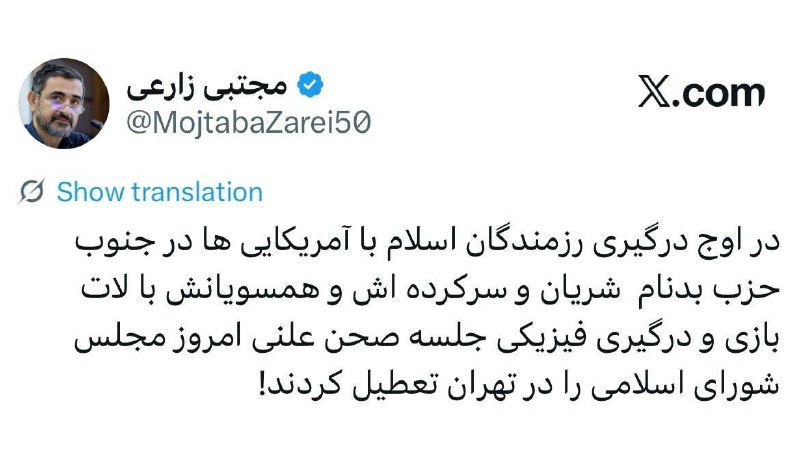 مجتبی زارعی
@MojtabaZarei50
X.com
Show translation
در اوج درگیری رزمندگان اسلام با آمریکایی ها در جنوب
حزب بدنام شریان و سرکرده اش و همسویانش با لات
بازی و درگیری فیزیکی جلسه صحن علنی امروز مجلس
شورای اسلامی را در تهران تعطیل کردند!